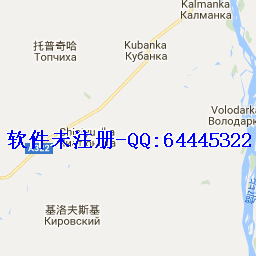 Kalmanka
Калманка
托普奇哈
Топчиха
Kubanka
Кубанка
Volodarka
Володарк
软件未注册-QQ:64445322
基洛夫斯基
Кировский